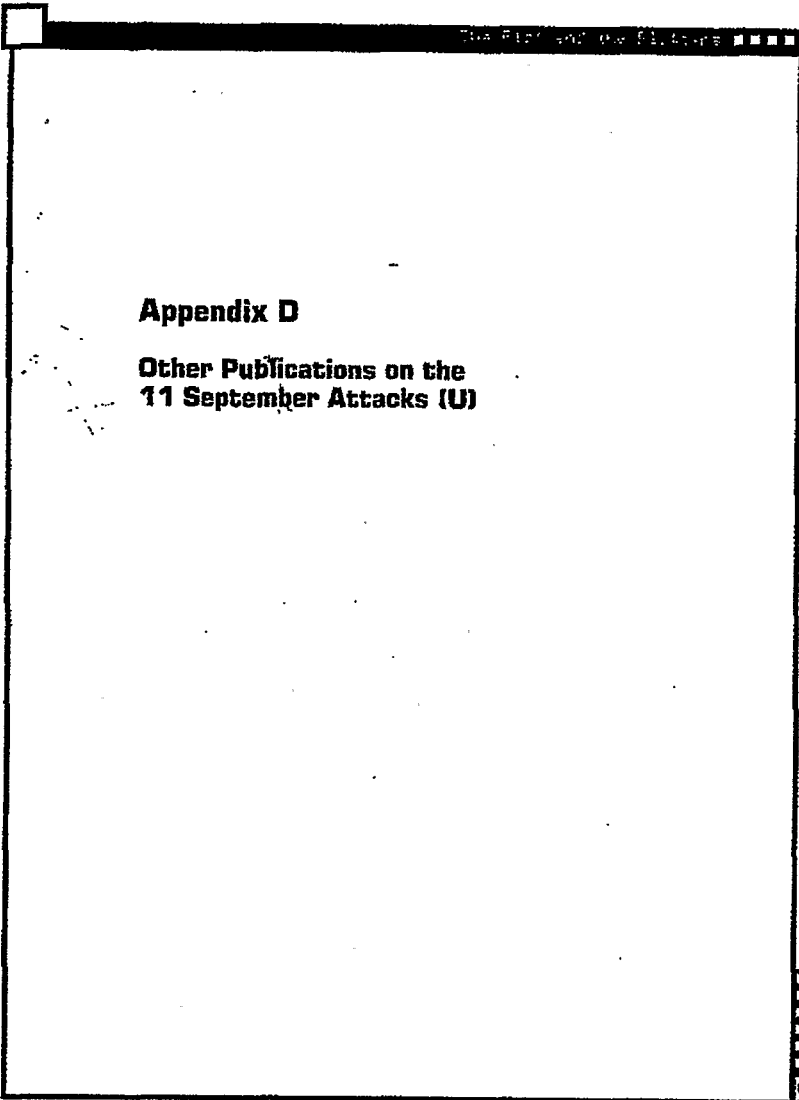 Appendix D
Other Publications on the
11 September Attacks (U)